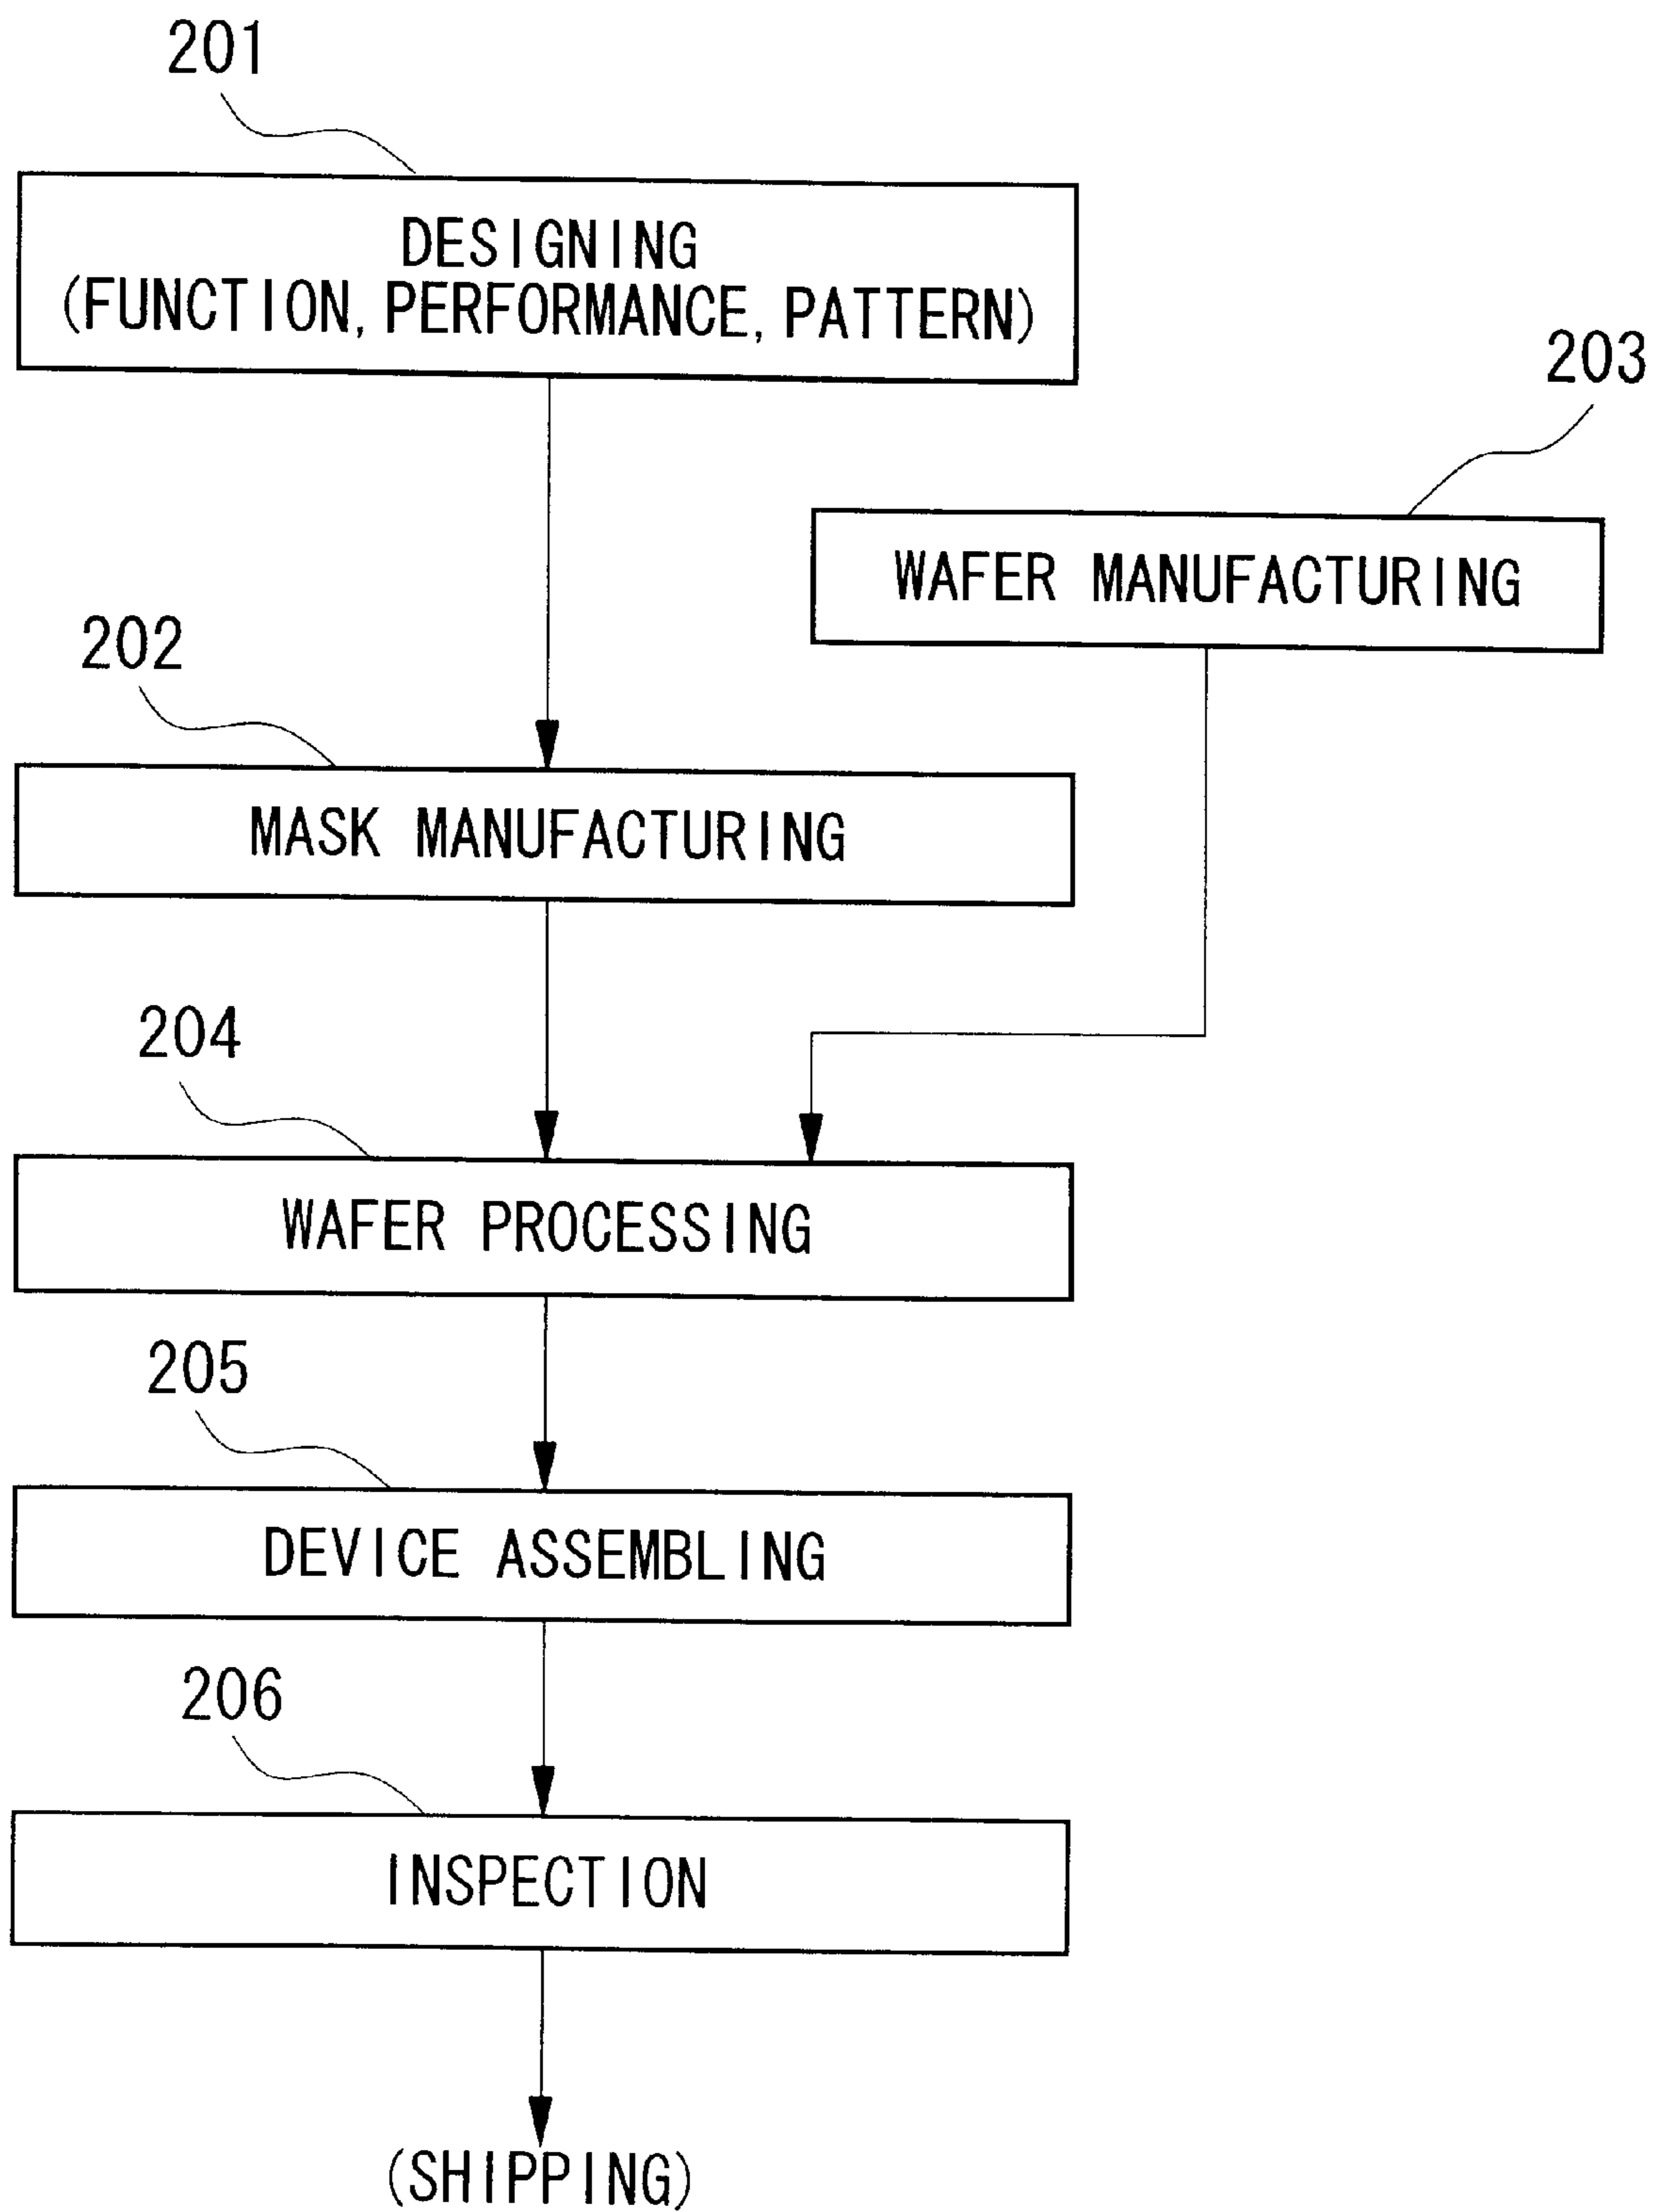 201
DESIGNING
(FUNCTION, PERFORMANCE, PATTERN)
203
WAFER MANUFACTURING
202
MASK MANUFACTURING
204
WAFER PROCESSING
205
DEVICE ASSEMBLING
206
INSPECTION
(SHIPPING)